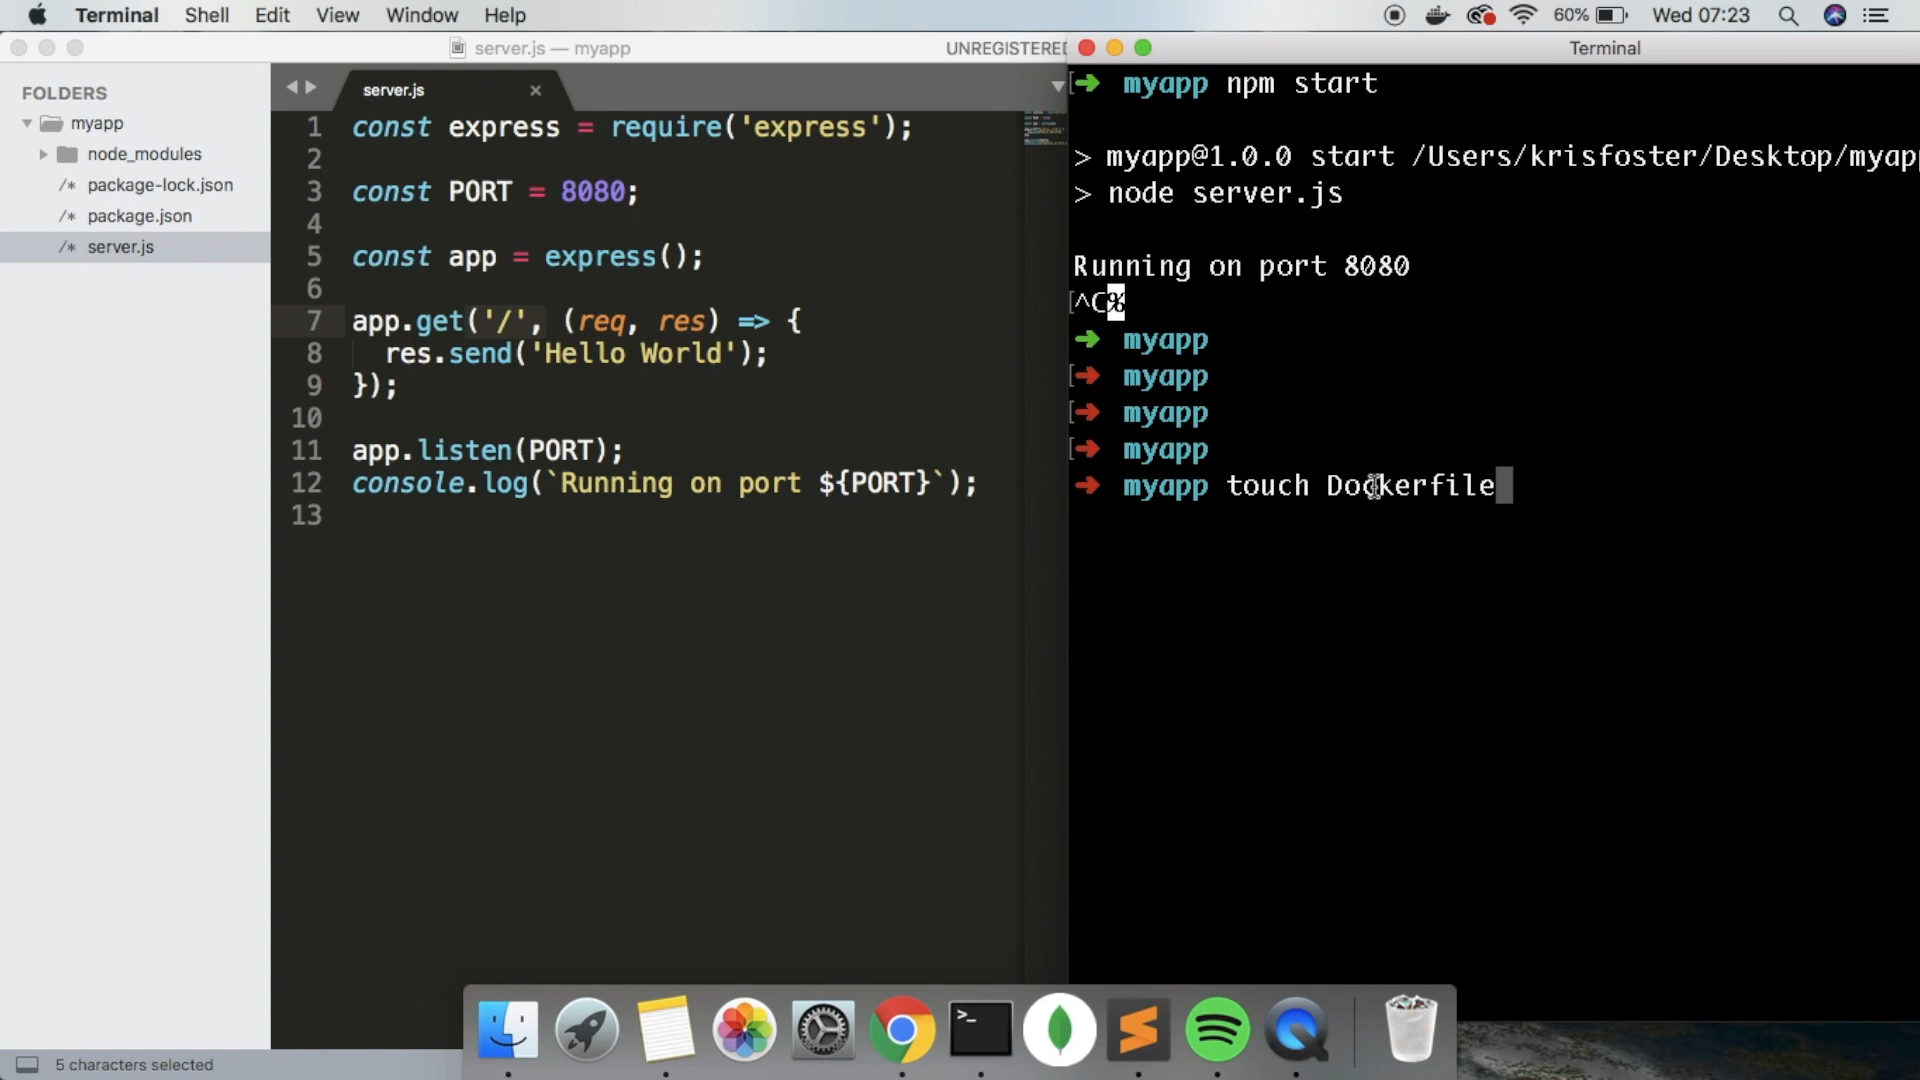 Terminal Shell Edit View Window Help 60% Wed 07:23
server.js — myapp UNREGISTERED
Terminal
FOLDERS
myapp
node_modules
/* package-lock.json
/* package.json
/* server.js
server.js ×
1 const express = require('express');
2
3 const PORT = 8080;
4
5 const app = express();
6
7 app.get('/', (req, res) => {
8 res.send('Hello World');
9 });
10
11 app.listen(PORT);
12 console.log(`Running on port ${PORT}`);
13
[➜ myapp npm start
> myapp@1.0.0 start /Users/krisfoster/Desktop/myapp
> node server.js
Running on port 8080
[^C%
➜ myapp
[➜ myapp
[➜ myapp
[➜ myapp
➜ myapp touch Dockerfile
5 characters selected
>_